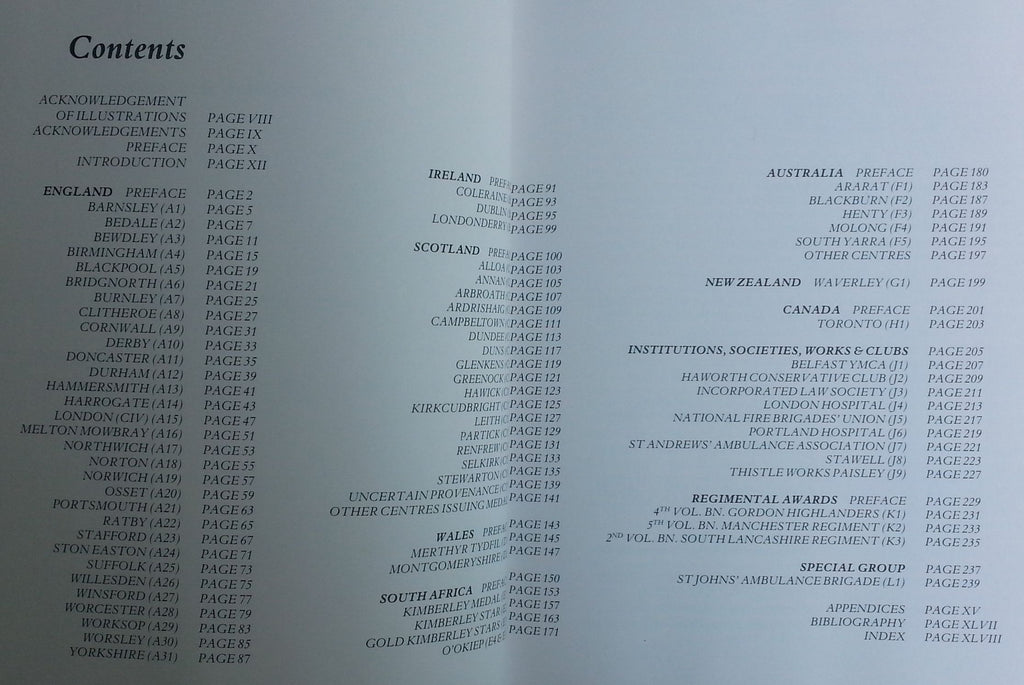 Contents
ACKNOWLEDGEMENT
OF ILLUSTRATIONS PAGE VIII
ACKNOWLEDGEMENTS PAGE IX
PREFACE PAGE X
INTRODUCTION PAGE XII
ENGLAND PREFACE PAGE 2
BARNSLEY (A1) PAGE 5
BEDALE (A2) PAGE 7
BEWDLEY (A3) PAGE 11
BIRMINGHAM (A4) PAGE 15
BLACKPOOL (A5) PAGE 19
BRIDGNORTH (A6) PAGE 21
BURNLEY (A7) PAGE 25
CLITHEROE (A8) PAGE 27
CORNWALL (A9) PAGE 31
DERBY (A10) PAGE 33
DONCASTER (A11) PAGE 35
DURHAM (A12) PAGE 39
HAMMERSMITH (A13) PAGE 41
HARROGATE (A14) PAGE 43
LONDON (CIV) (A15) PAGE 47
MELTON MOWBRAY (A16) PAGE 51
NORTHWICH (A17) PAGE 53
NORTON (A18) PAGE 55
NORWICH (A19) PAGE 57
OSSET (A20) PAGE 59
PORTSMOUTH (A21) PAGE 63
RATBY (A22) PAGE 65
STAFFORD (A23) PAGE 67
STON EASTON (A24) PAGE 71
SUFFOLK (A25) PAGE 73
WILLESDEN (A26) PAGE 75
WINSFORD (A27) PAGE 77
WORCESTER (A28) PAGE 79
WORKSOP (A29) PAGE 83
WORSLEY (A30) PAGE 85
YORKSHIRE (A31) PAGE 87
IRELAND PREF PAGE 91
COLERAINE PAGE 93
DUBLIN PAGE 95
LONDONDERRY PAGE 99
SCOTLAND PREF PAGE 100
ALLOA PAGE 103
ANNAN PAGE 105
ARBROATH PAGE 107
ARDRISHAIG PAGE 109
CAMPBELTOWN PAGE 111
DUNDEE PAGE 113
DUNS PAGE 117
GLENKENS PAGE 119
GREENOCK PAGE 121
HAWICK PAGE 123
KIRKCUDBRIGHT PAGE 125
LEITH PAGE 127
PARTICK PAGE 129
RENFREW PAGE 131
SELKIRK PAGE 133
STEWARTON PAGE 135
UNCERTAIN PROVENANCE PAGE 139
OTHER CENTRES ISSUING MEDA PAGE 141
WALES PREF PAGE 143
MERTHYR TYDFIL PAGE 145
MONTGOMERYSHIRE PAGE 147
SOUTH AFRICA PREFA PAGE 150
KIMBERLEY MEDAL PAGE 153
KIMBERLEY STAR PAGE 157
GOLD KIMBERLEY STARS PAGE 163
O'OKIEP (E4 & PAGE 171
AUSTRALIA PREFACE PAGE 180
ARARAT (F1) PAGE 183
BLACKBURN (F2) PAGE 187
HENTY (F3) PAGE 189
MOLONG (F4) PAGE 191
SOUTH YARRA (F5) PAGE 195
OTHER CENTRES PAGE 197
NEW ZEALAND WAVERLEY (G1) PAGE 199
CANADA PREFACE PAGE 201
TORONTO (H1) PAGE 203
INSTITUTIONS, SOCIETIES, WORKS & CLUBS PAGE 205
BELFAST YMCA (J1) PAGE 207
HAWORTH CONSERVATIVE CLUB (J2) PAGE 209
INCORPORATED LAW SOCIETY (J3) PAGE 211
LONDON HOSPITAL (J4) PAGE 213
NATIONAL FIRE BRIGADES' UNION (J5) PAGE 217
PORTLAND HOSPITAL (J6) PAGE 219
ST ANDREWS' AMBULANCE ASSOCIATION (J7) PAGE 221
STAWELL (J8) PAGE 223
THISTLE WORKS PAISLEY (J9) PAGE 227
REGIMENTAL AWARDS PREFACE PAGE 229
4TH VOL. BN. GORDON HIGHLANDERS (K1) PAGE 231
5TH VOL. BN. MANCHESTER REGIMENT (K2) PAGE 233
2ND VOL. BN. SOUTH LANCASHIRE REGIMENT (K3) PAGE 235
SPECIAL GROUP PAGE 237
ST JOHNS' AMBULANCE BRIGADE (L1) PAGE 239
APPENDICES PAGE XV
BIBLIOGRAPHY PAGE XLVII
INDEX PAGE XLVIII